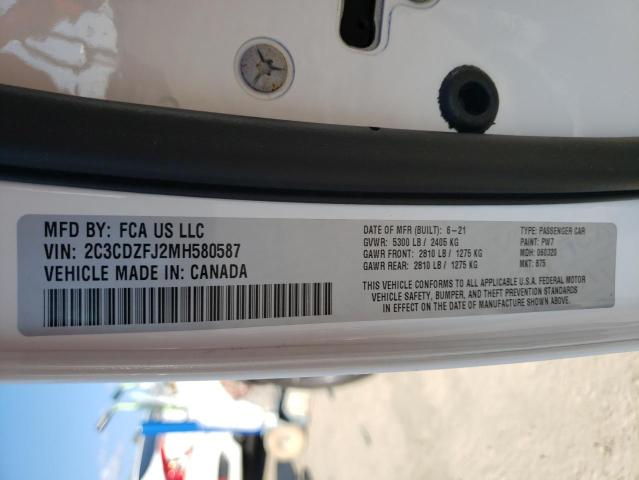 MFD BY: FCA US LLC
VIN: 2C3CDZFJ2MH580587
VEHICLE MADE IN: CANADA
DATE OF MFR (BUILT): 6-21
GVWR: 5300 LB / 2405 KG
GAWR FRONT: 2810 LB / 1275 KG
GAWR REAR: 2810 LB / 1275 KG
TYPE: PASSENGER CAR
PAINT: PW7
MDH: 060320
MKT: 875
THIS VEHICLE CONFORMS TO ALL APPLICABLE U.S.A. FEDERAL MOTOR
VEHICLE SAFETY, BUMPER, AND THEFT PREVENTION STANDARDS
IN EFFECT ON THE DATE OF MANUFACTURE SHOWN ABOVE.